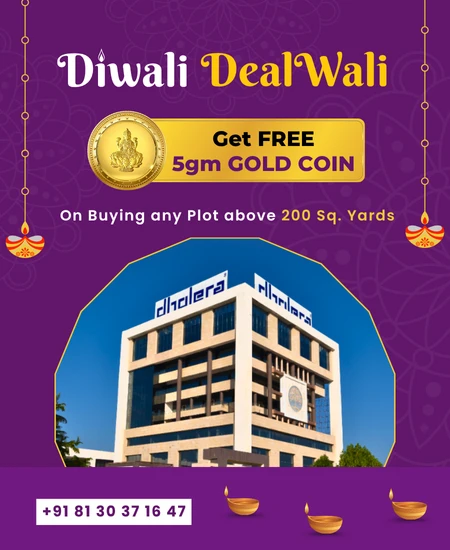 Diwali DealWali
Get FREE
5gm GOLD COIN
On Buying any Plot above 200 Sq. Yards
dholera dholera
+91 81 30 37 16 47